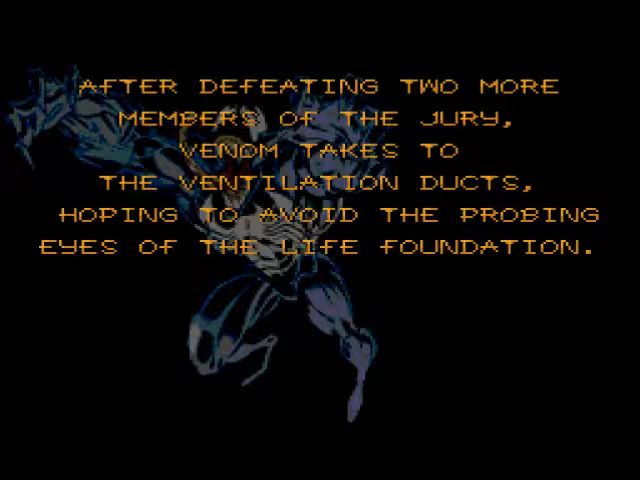 AFTER DEFEATING TWO MORE
MEMBERS OF THE JURY,
VENOM TAKES TO
THE VENTILATION DUCTS,
HOPING TO AVOID THE PROBING
EYES OF THE LIFE FOUNDATION.